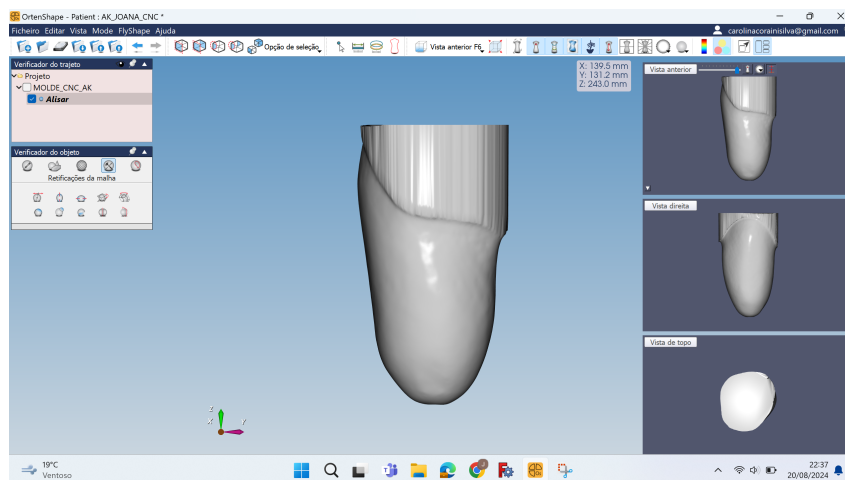 OrtenShape - Patient : AK_JOANA_CNC *
Ficheiro Editar Vista Mode FlyShape Ajuda
carolinacorainisilva@gmail.com
Opção de seleção
Vista anterior F6
Verificador do trajeto
Projeto
MOLDE_CNC_AK
Alisar
Verificador do objeto
Retificações da malha
X: 139.5 mm
Y: 131.2 mm
Z: 243.0 mm
Vista anterior
Vista direita
Vista de topo
Z
X
Y
19°C
Ventoso
22:37
20/08/2024